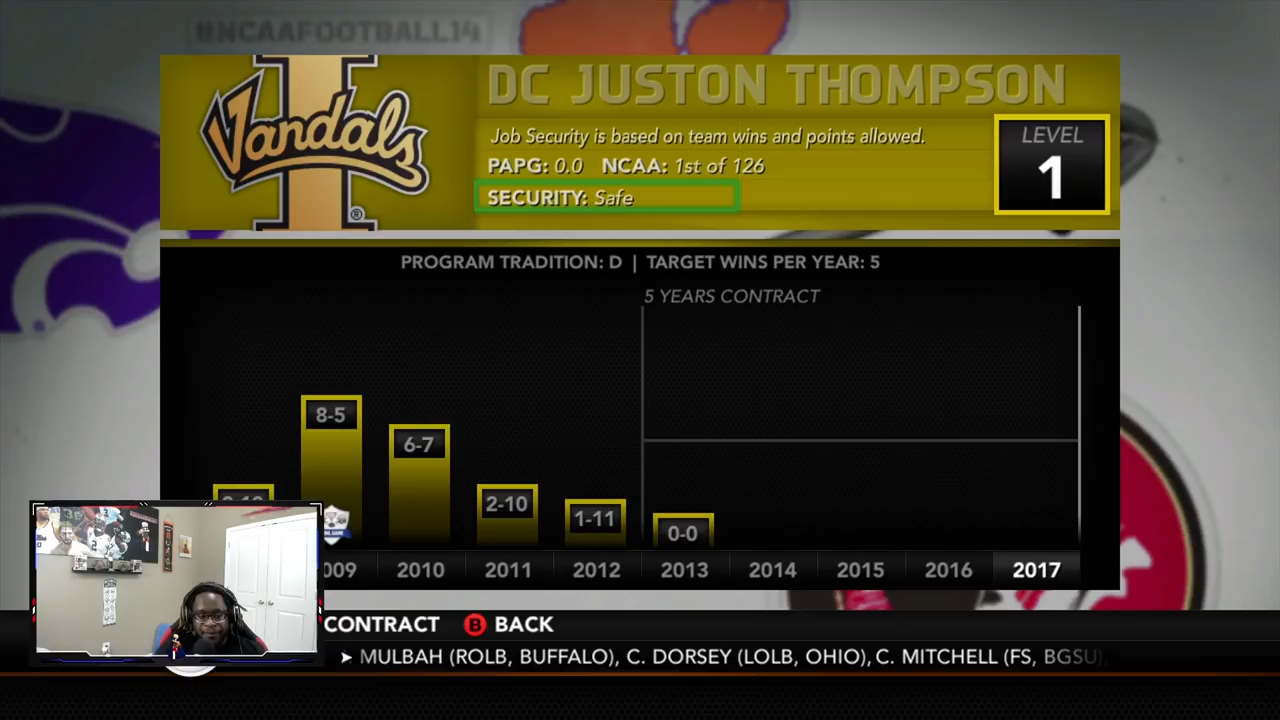 #NCAAFOOTBALL14
Vandals
®
DC JUSTON THOMPSON
Job Security is based on team wins and points allowed.
PAPG: 0.0 NCAA: 1st of 126
SECURITY: Safe
LEVEL
1
PROGRAM TRADITION: D | TARGET WINS PER YEAR: 5
5 YEARS CONTRACT
8-5
6-7
2-10
1-11
0-0
009 2010 2011 2012 2013 2014 2015 2016 2017
CONTRACT B BACK
MULBAH (ROLB, BUFFALO), C. DORSEY (LOLB, OHIO), C. MITCHELL (FS, BGSU),